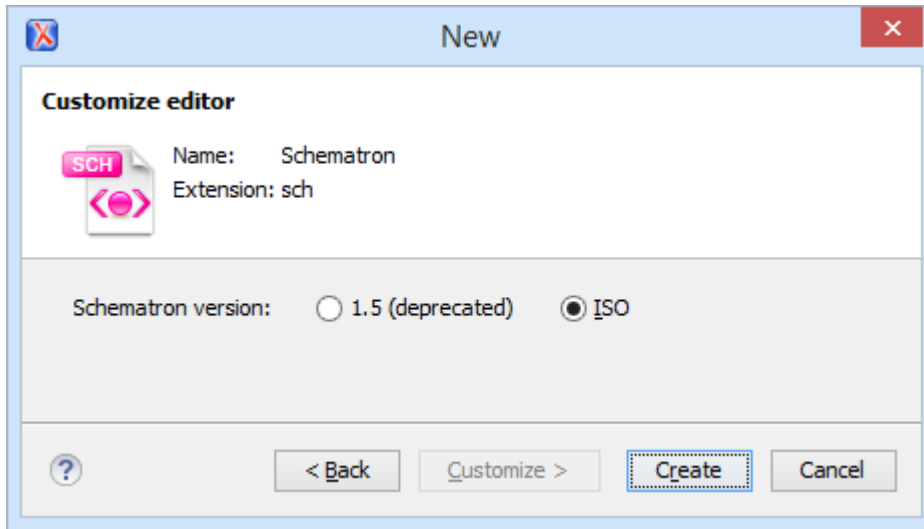 New
Customize editor
SCH
Name: Schematron
Extension: sch
Schematron version: 1.5 (deprecated) ISO
? < Back Customize > Create Cancel